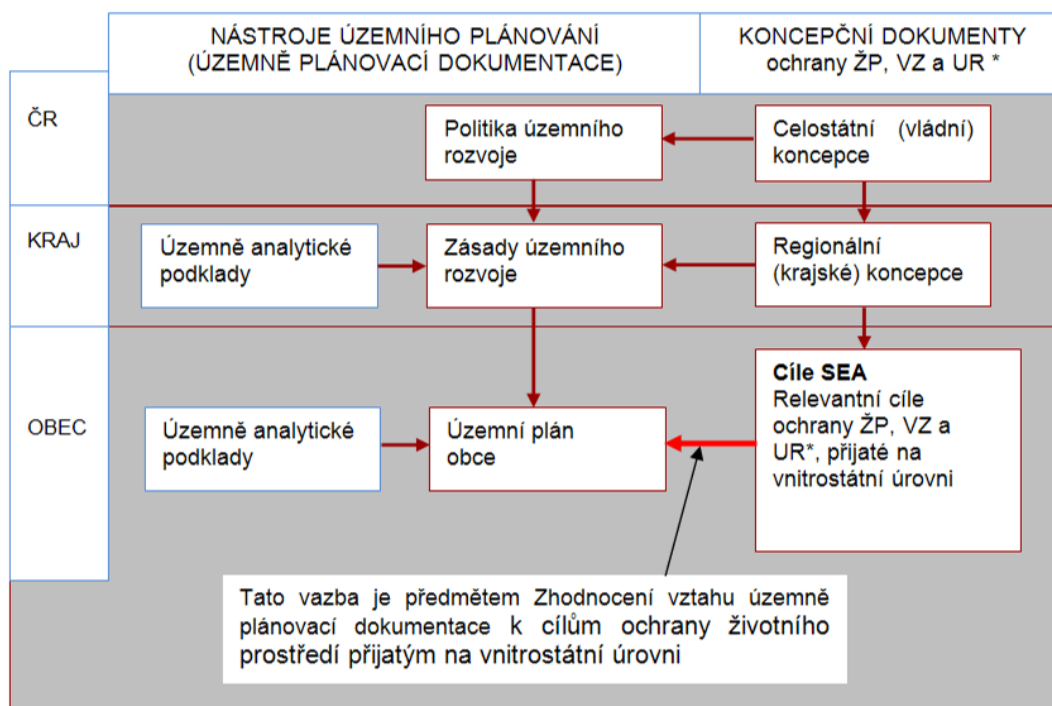 NÁSTROJE ÚZEMNÍHO PLÁNOVÁNÍ
(ÚZEMNĚ PLÁNOVACÍ DOKUMENTACE)
KONCEPČNÍ DOKUMENTY
ochrany ŽP, VZ a UR *
ČR
Politika územního
rozvoje
Celostátní (vládní)
koncepce
KRAJ
Územně analytické
podklady
Zásady územního
rozvoje
Regionální
(krajské) koncepce
OBEC
Územně analytické
podklady
Územní plán
obce
Cíle SEA
Relevantní cíle
ochrany ŽP, VZ a
UR*, přijaté na
vnitrostátní úrovni
Tato vazba je předmětem Zhodnocení vztahu územně
plánovací dokumentace k cílům ochrany životního
prostředí přijatým na vnitrostátní úrovni